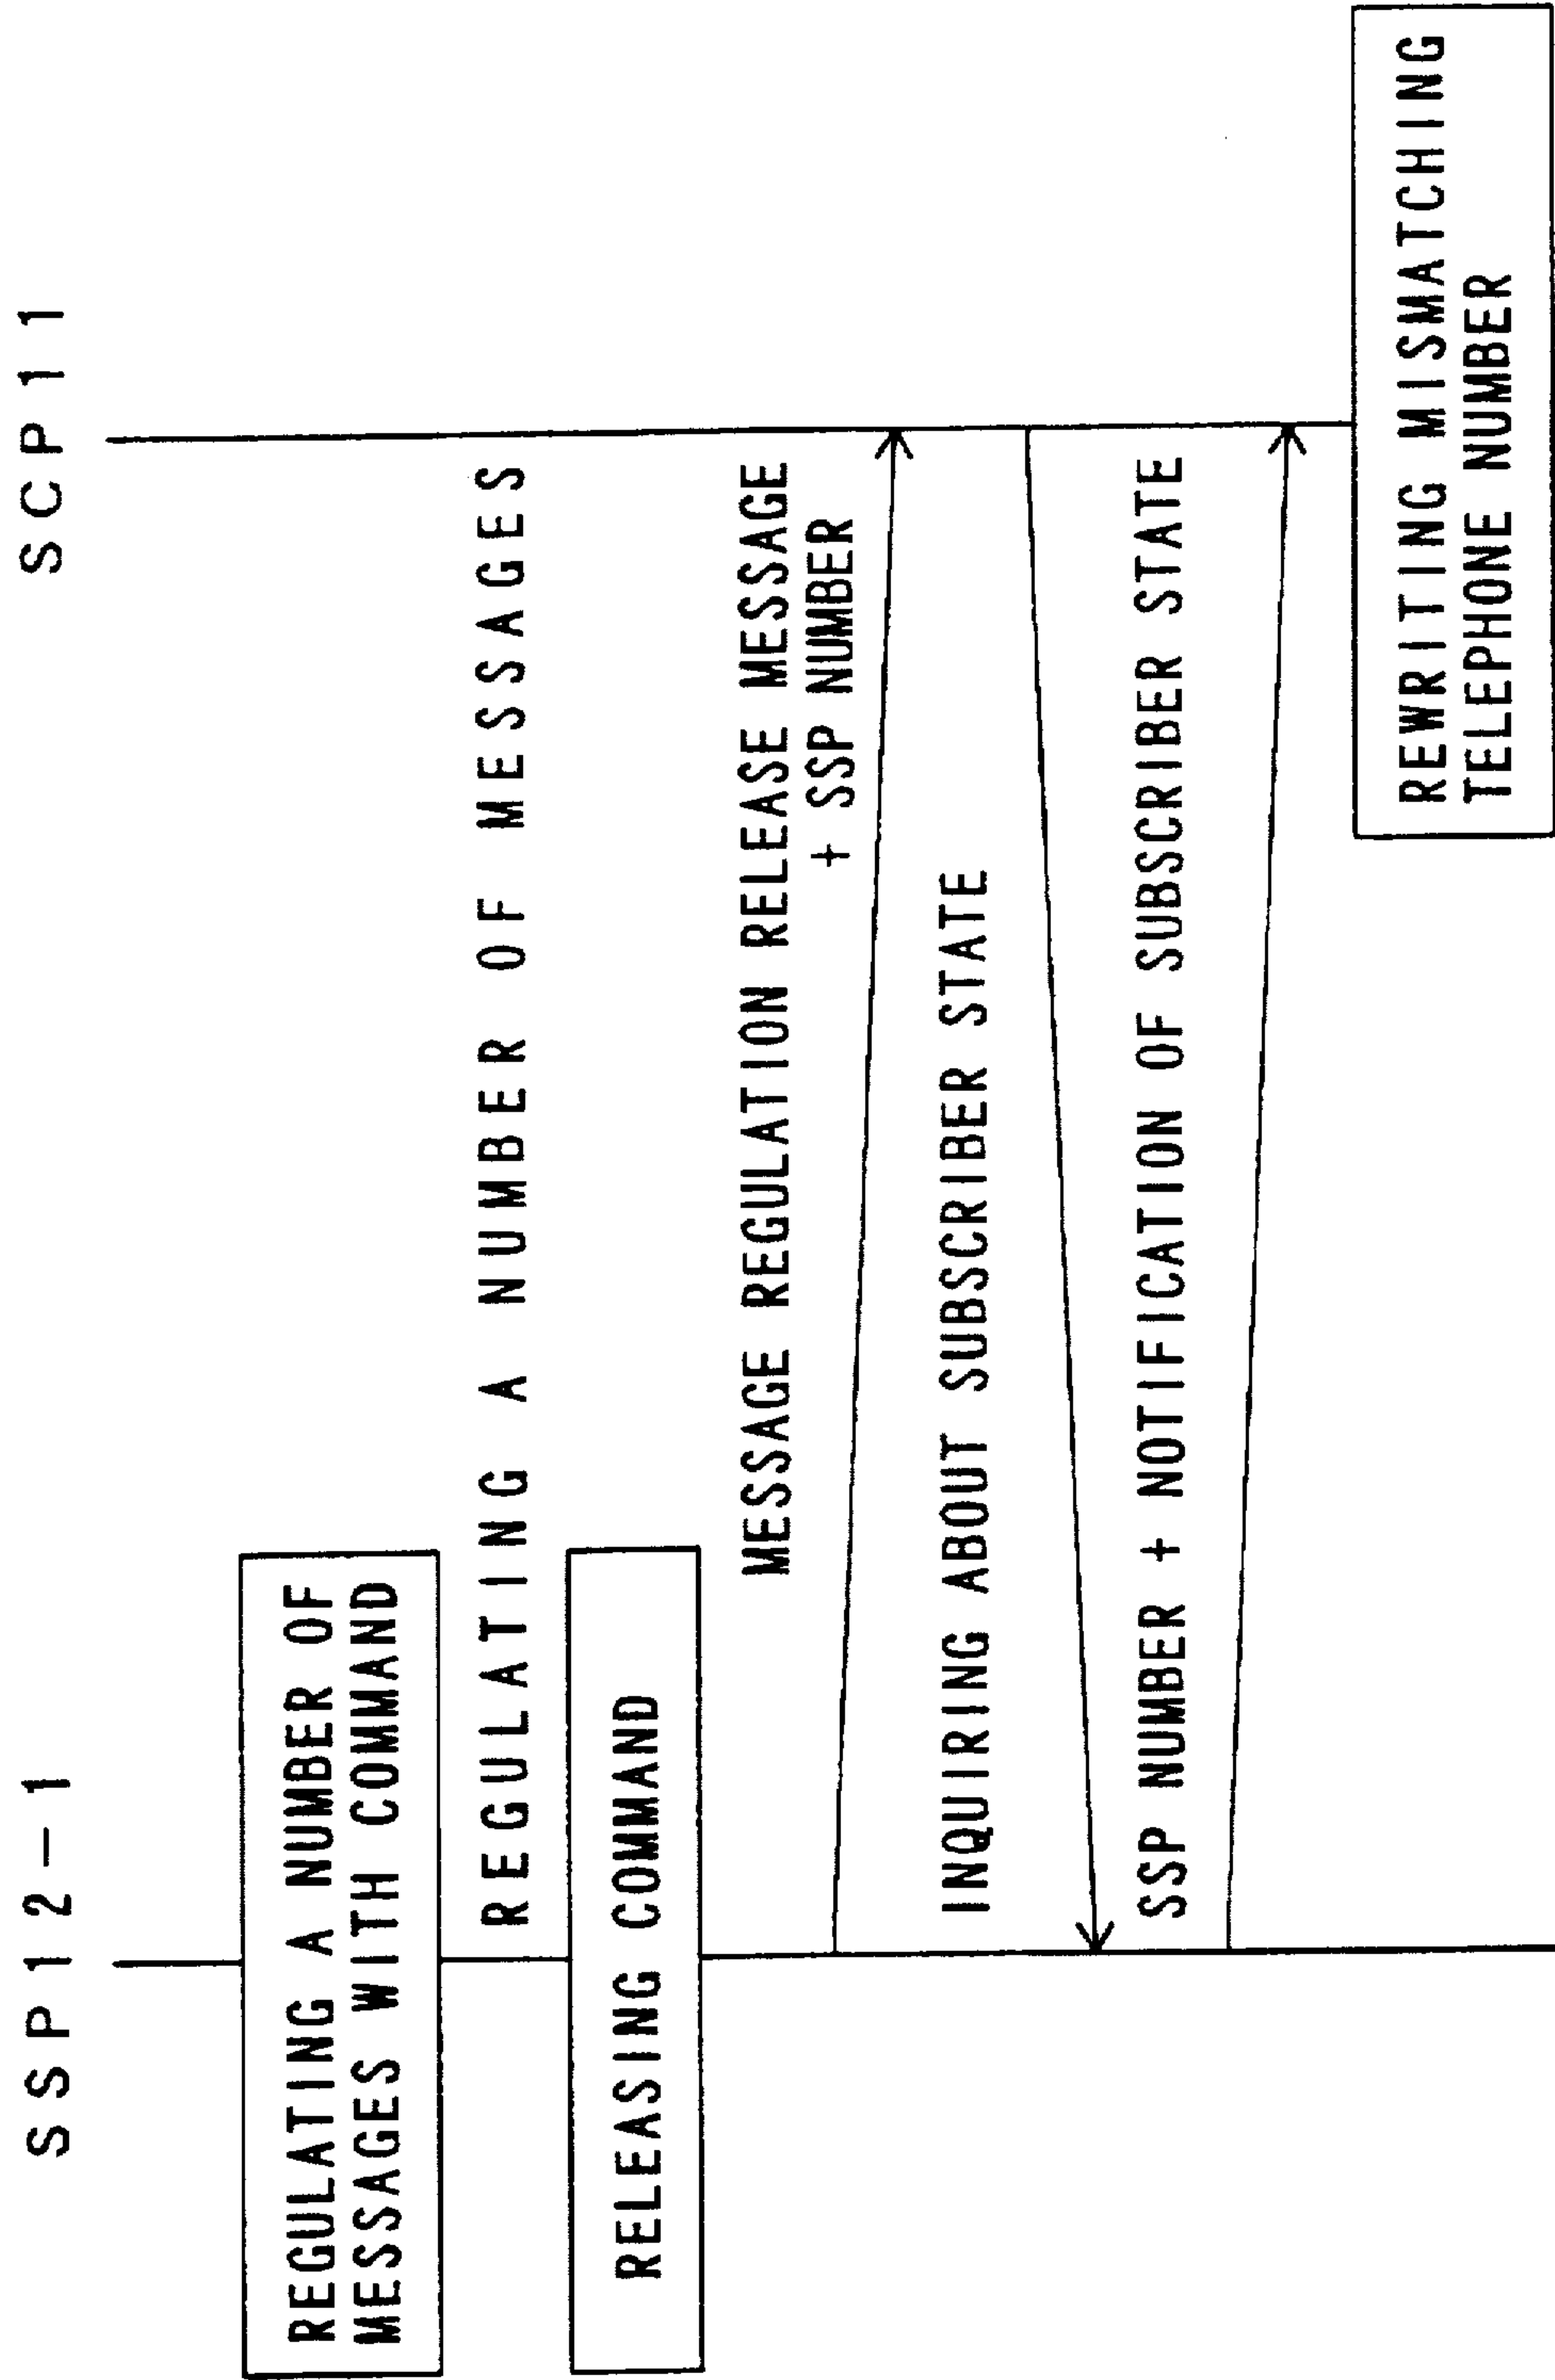 SSP12-1
SCP11
REGULATING A NUMBER OF
MESSAGES WITH COMMAND
REGULATING A NUMBER OF MESSAGES
RELEASING COMMAND
MESSAGE REGULATION RELEASE MESSAGE
+ SSP NUMBER
INQUIRING ABOUT SUBSCRIBER STATE
SSP NUMBER + NOTIFICATION OF SUBSCRIBER STATE
REWRITING MISMATCHING
TELEPHONE NUMBER